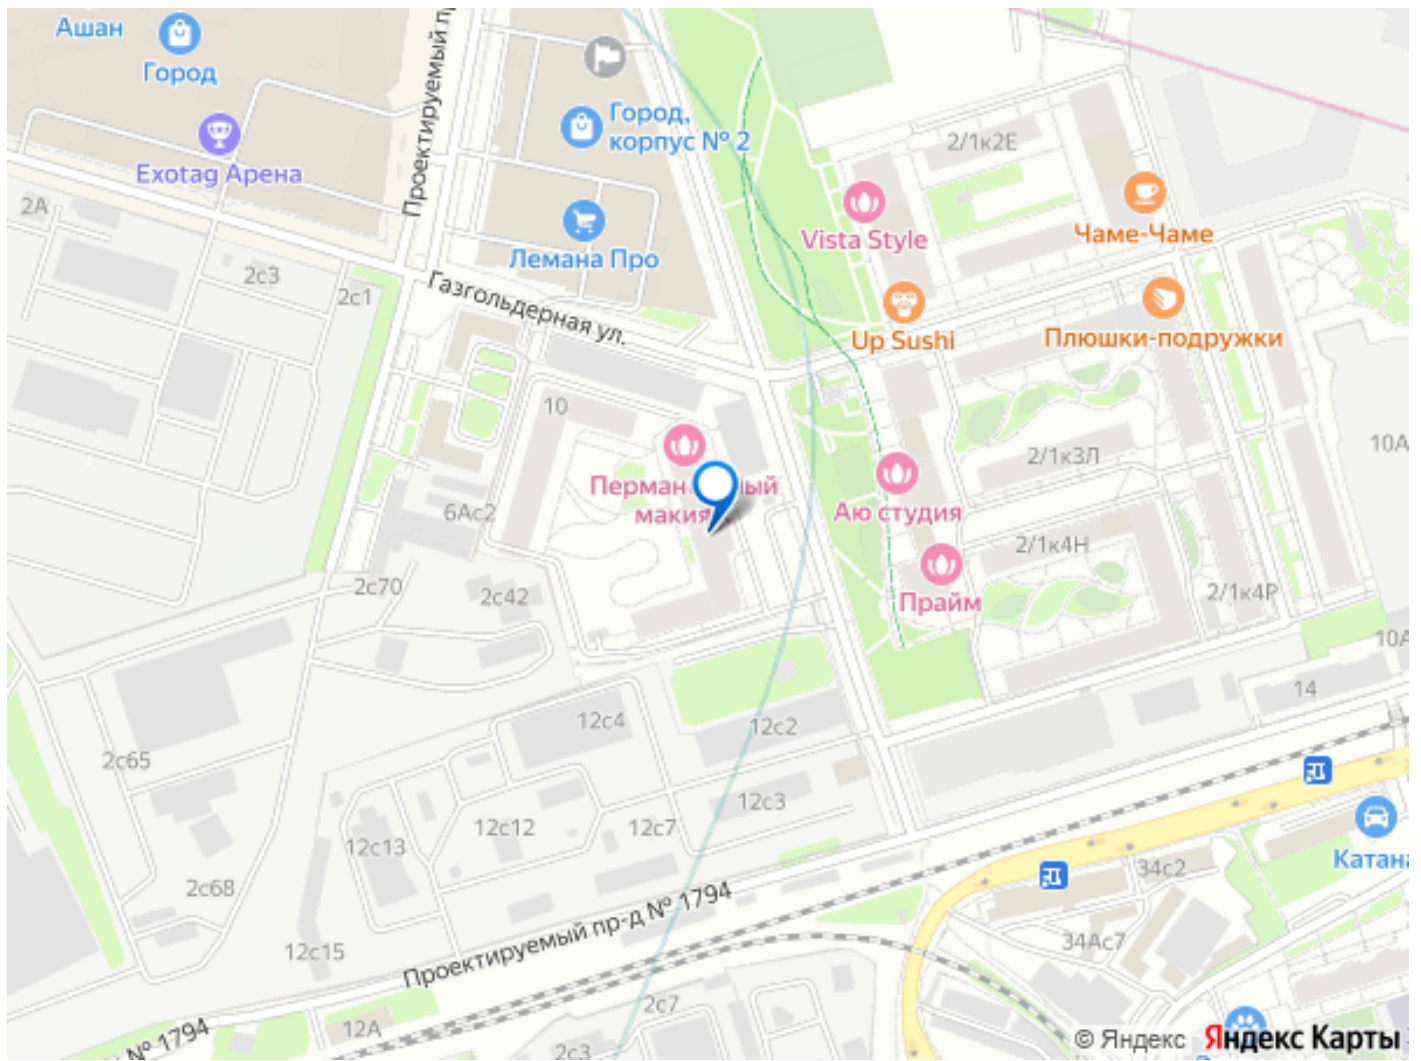 Ашан
Город
Проектируемый пр
Город,
корпус № 2
2/1к2Е
Exotag Арена
Чаме-Чаме
2А
Vista Style
Лемана Про
2с3
2с1
Газгольдерная ул.
Up Sushi
Плюшки-подружки
10
10А
2/1к3Л
макия
6Ас2
Аю студия
2/1к4Н
2с70
2с42
Прайм
2/1к4Р
10А
14
12с4
12с2
2с65
12с3
12с12
12с7
12с13
Катана
34с2
2с68
Проектируемый пр-д № 1794
34Ас7
12с15
2с7
12А
№ 1794
2с3
© Яндекс Яндекс Карты